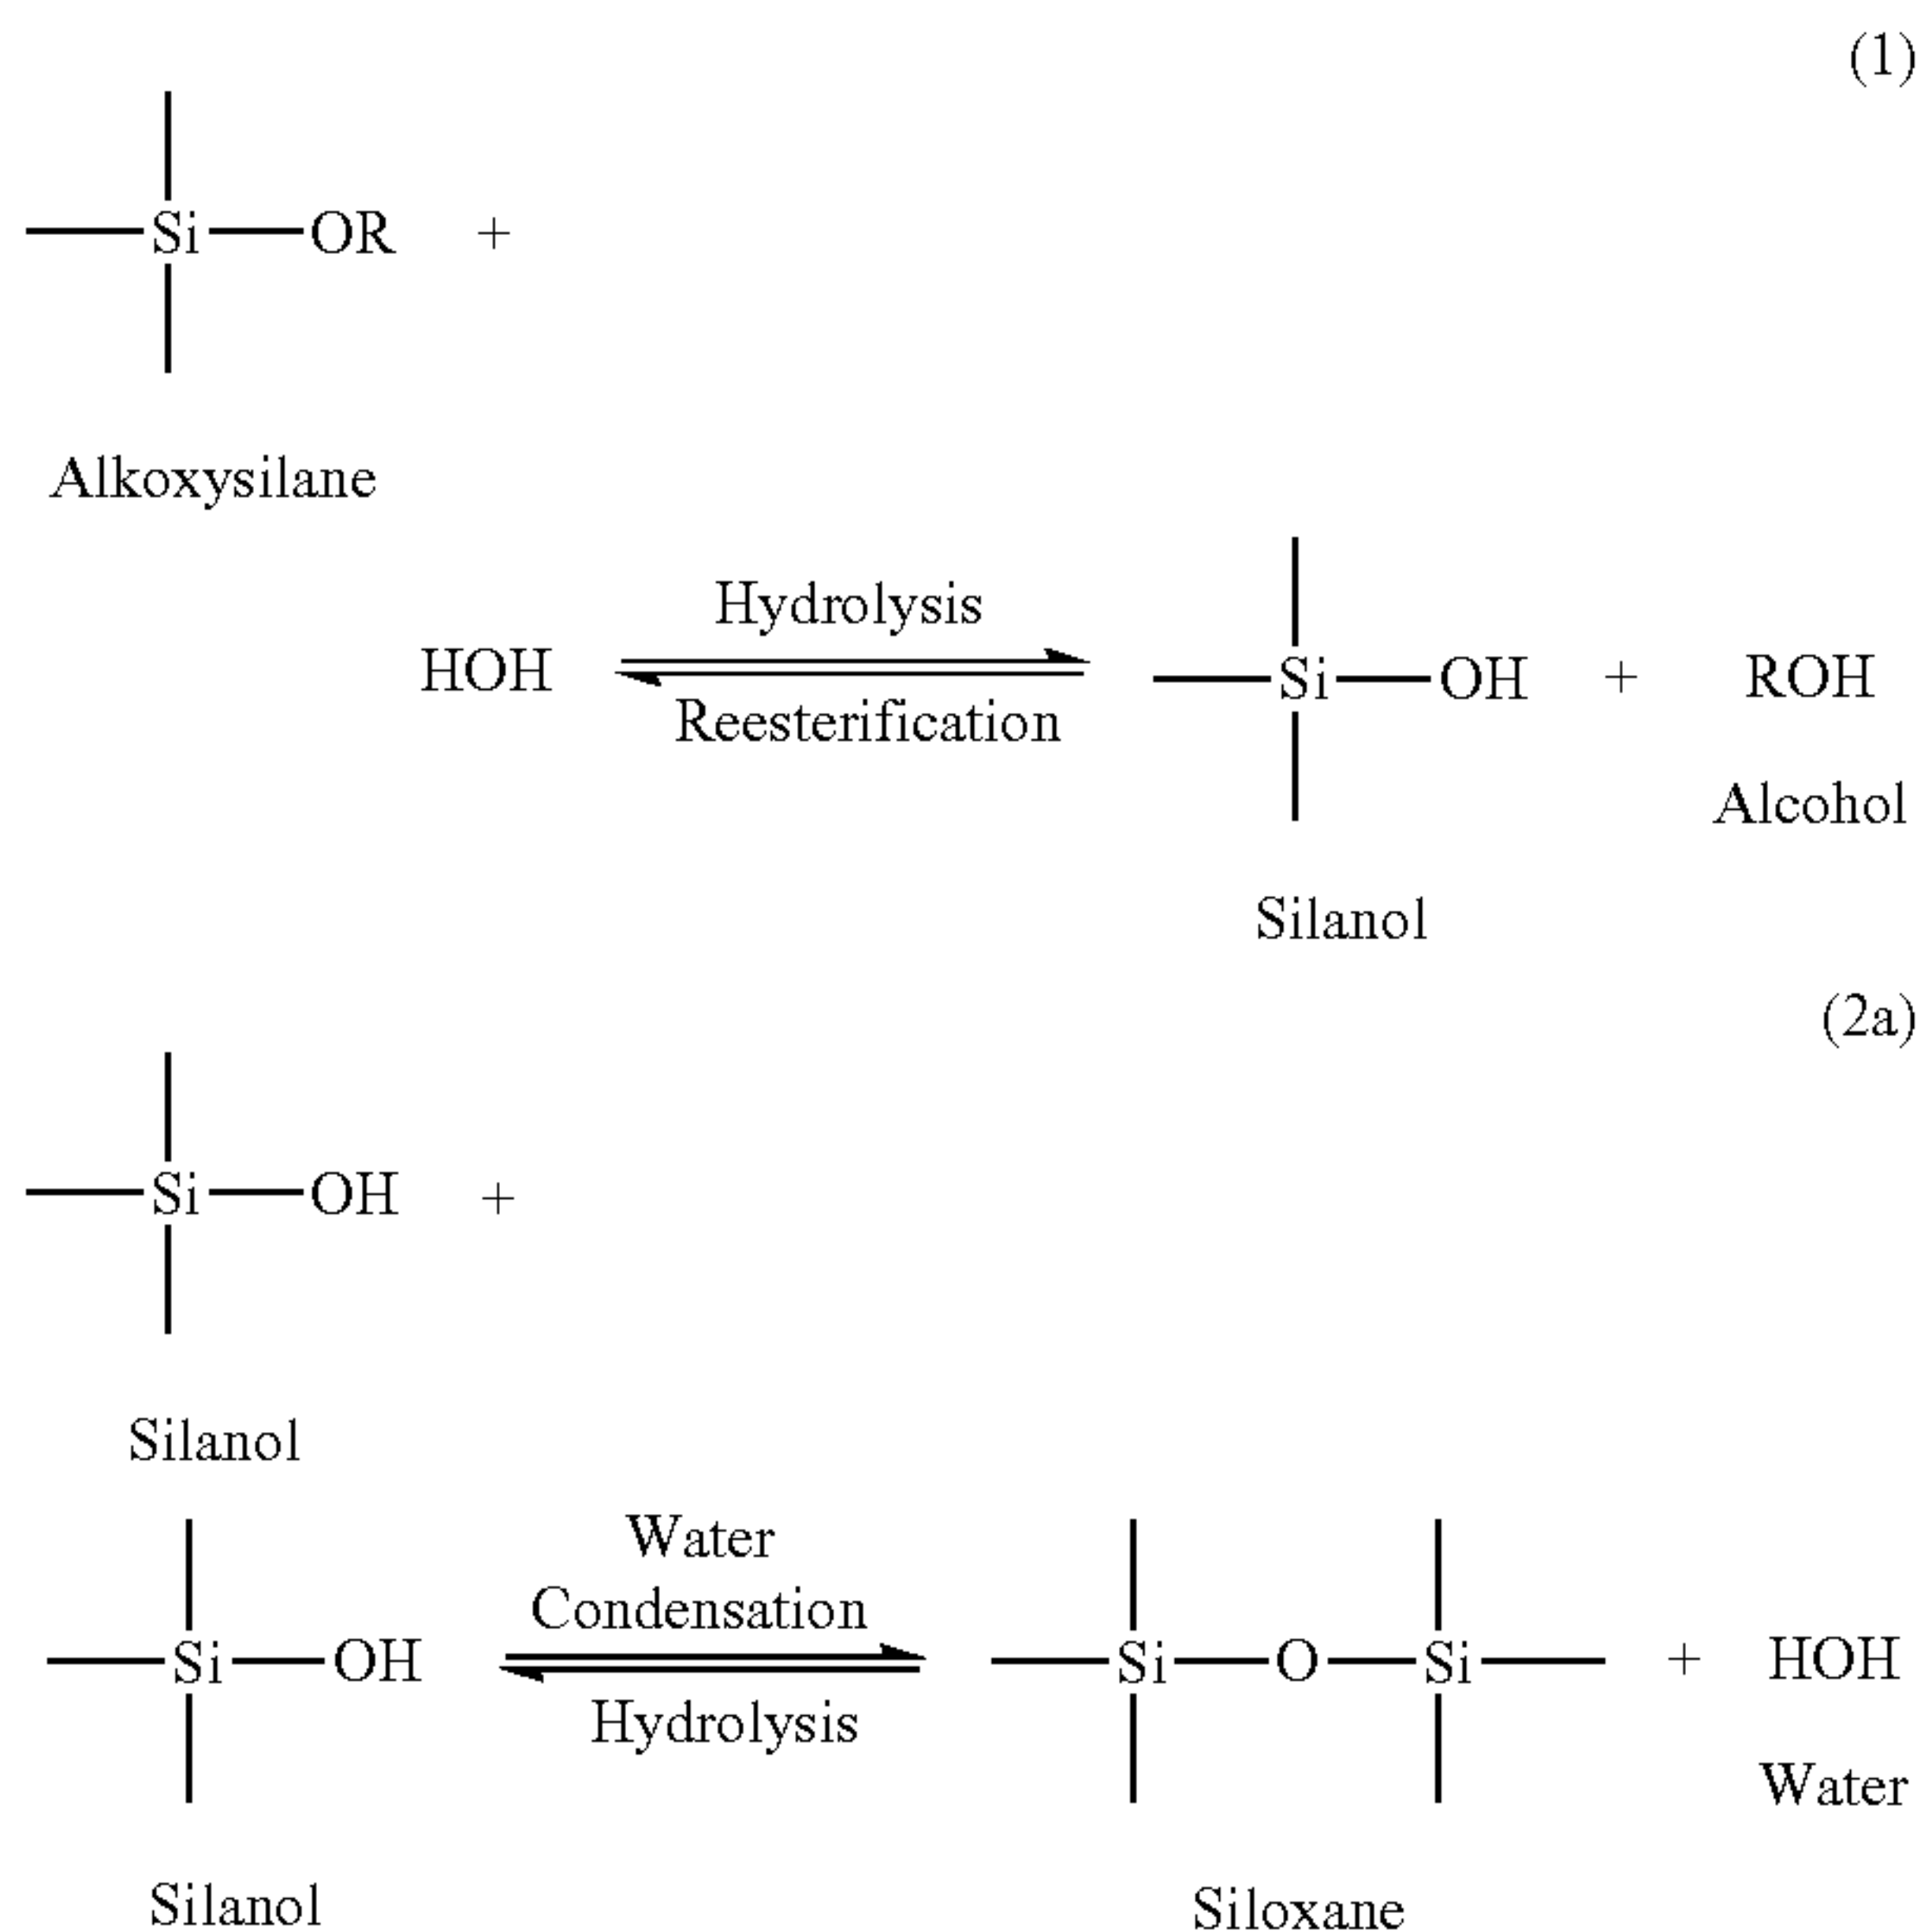 (1)
Si OR +
Alkoxysilane
Hydrolysis
HOH Si OH + ROH
Reesterification
Alcohol
Silanol
(2a)
Si OH +
Silanol
Water
Condensation
Si OH Si O Si + HOH
Hydrolysis
Water
Silanol Siloxane